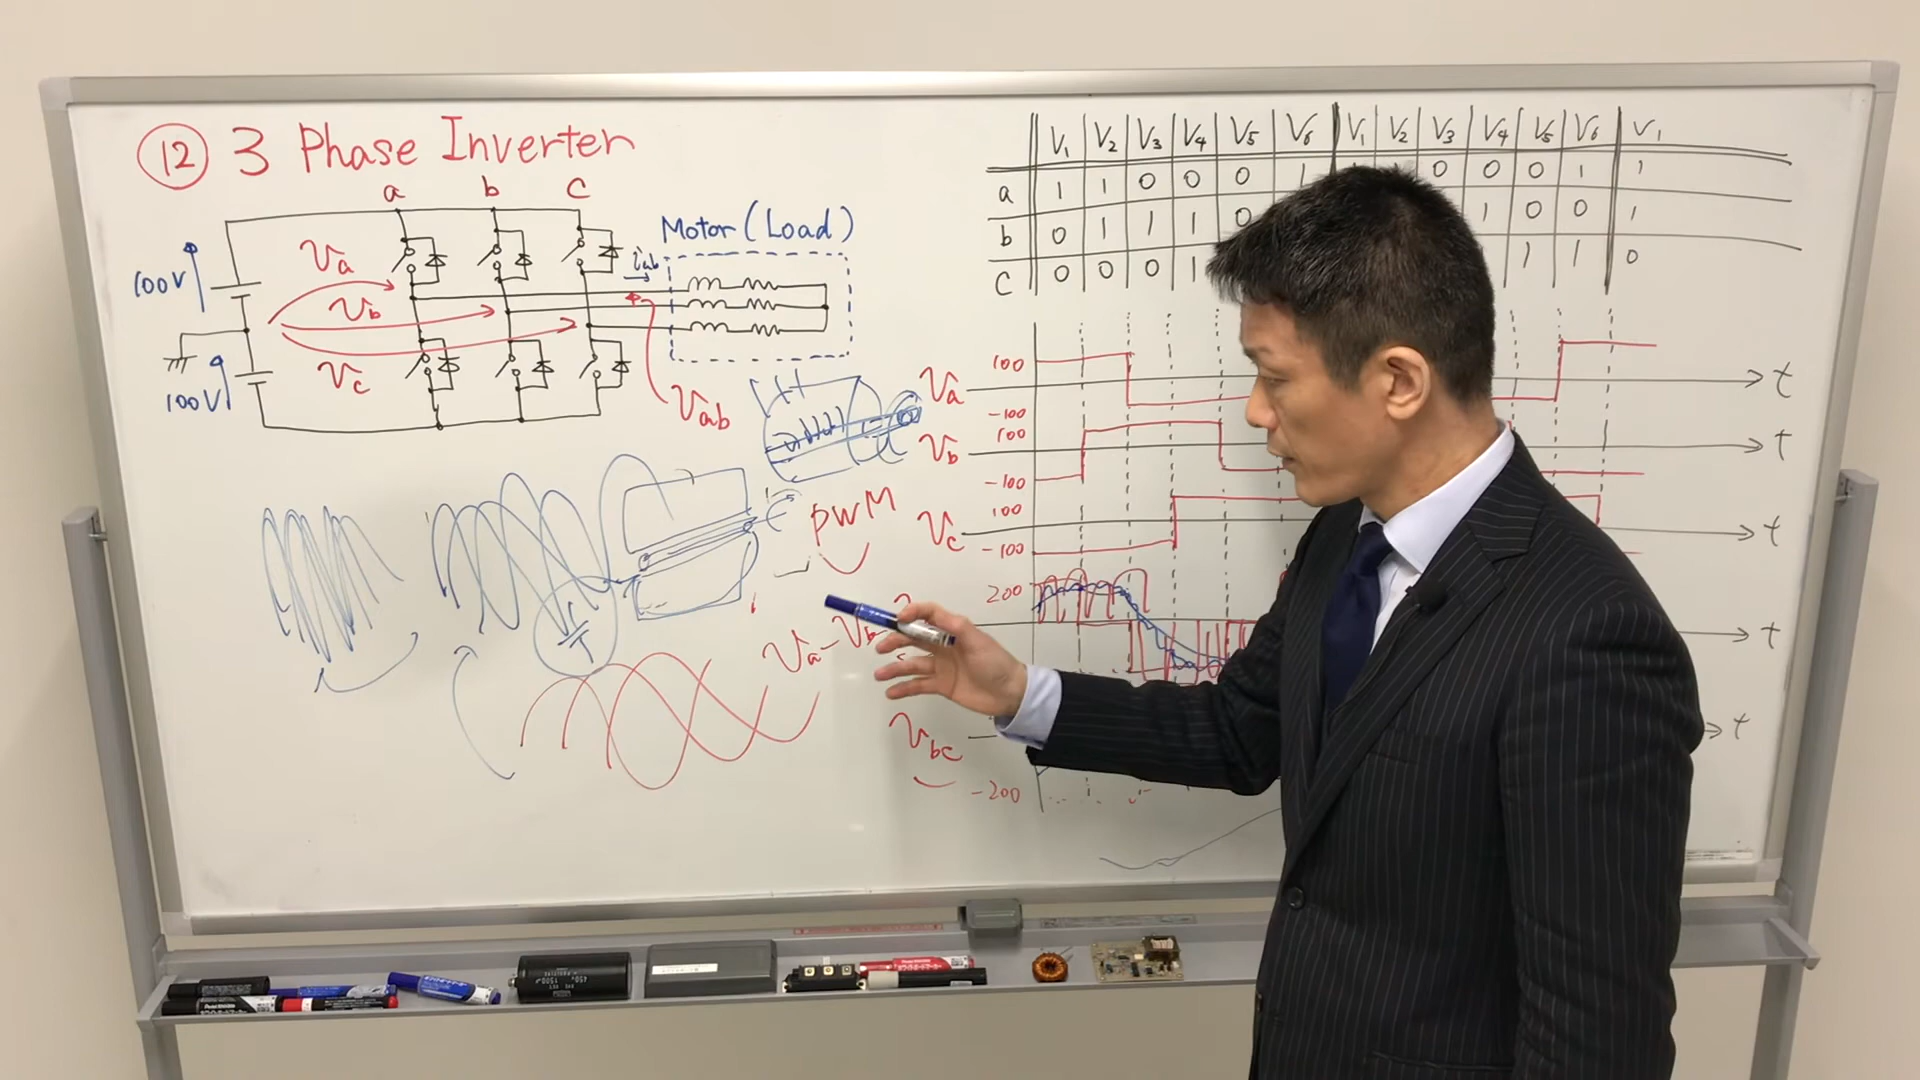 12 3 Phase Inverter
a b c
Motor (Load)
100V
Va
Vb
Vc
iab
100V
Vab
PWM
Va-Vb
V1 V2 V3 V4 V5 V6 V1 V2 V3 V4 V5 V6 V1
a 1 1 0 0 0 1 0 0 0 1 1
b 0 1 1 1 0 1 0 0 1
c 0 0 0 1 1 1 0
Va 100 -100 t
Vb 100 -100 t
Vc 100 -100 t
200 t
Vbc -200 t